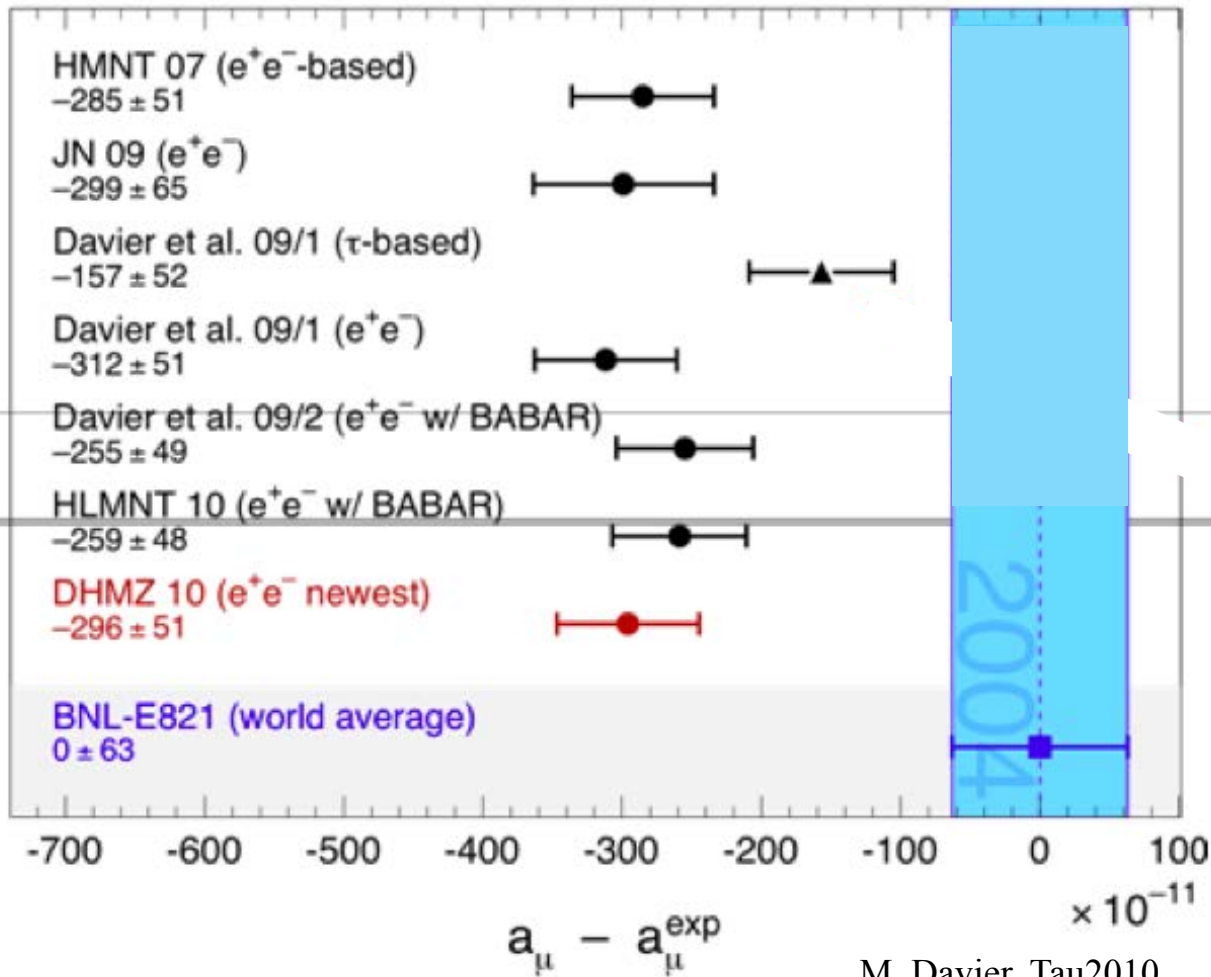 HMNT 07 (e⁺e⁻-based)
−285 ± 51
JN 09 (e⁺e⁻)
−299 ± 65
Davier et al. 09/1 (τ-based)
−157 ± 52
Davier et al. 09/1 (e⁺e⁻)
−312 ± 51
Davier et al. 09/2 (e⁺e⁻ w/ BABAR)
−255 ± 49
HLMNT 10 (e⁺e⁻ w/ BABAR)
−259 ± 48
DHMZ 10 (e⁺e⁻ newest)
−296 ± 51
BNL-E821 (world average)
0 ± 63
2004
-700 -600 -500 -400 -300 -200 -100 0 100
× 10⁻¹¹
a_μ − a_μ^exp
M. Davier, Tau2010